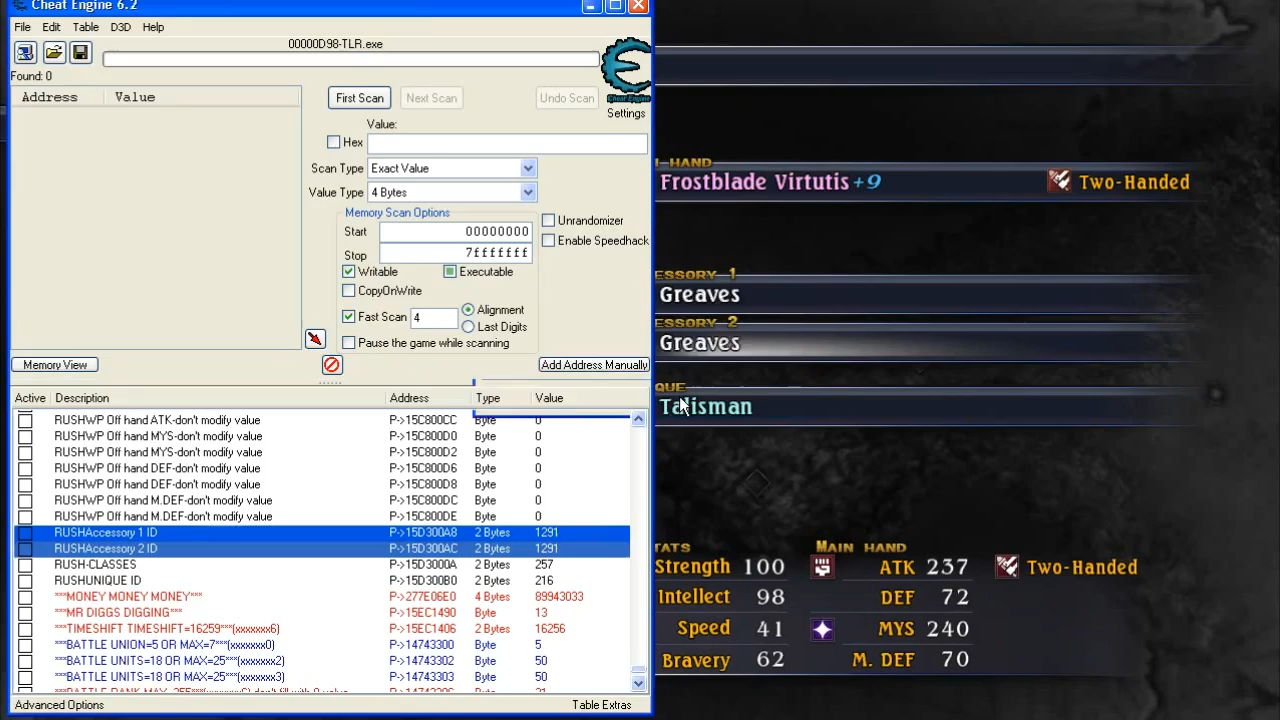 Cheat Engine 6.2
File Edit Table D3D Help
00000D98-TLR.exe
Found: 0
Address Value
First Scan Next Scan Undo Scan
Cheat Engine
Settings
Value:
Hex
Scan Type Exact Value
Value Type 4 Bytes
Memory Scan Options
Start 00000000
Stop 7fffffff
Unrandomizer
Enable Speedhack
Writable Executable
CopyOnWrite
Fast Scan 4 Alignment
Last Digits
Pause the game while scanning
Memory View Add Address Manually
Active Description Address Type Value
RUSHWP Off hand ATK-don't modify value P->15C800CC Byte 0
RUSHWP Off hand MYS-don't modify value P->15C800D0 Byte 0
RUSHWP Off hand MYS-don't modify value P->15C800D2 Byte 0
RUSHWP Off hand DEF-don't modify value P->15C800D6 Byte 0
RUSHWP Off hand DEF-don't modify value P->15C800D8 Byte 0
RUSHWP Off hand M.DEF-don't modify value P->15C800DC Byte 0
RUSHWP Off hand M.DEF-don't modify value P->15C800DE Byte 0
RUSHAccessory 1 ID P->15D300A8 2 Bytes 1291
RUSHAccessory 2 ID P->15D300AC 2 Bytes 1291
RUSH-CLASSES P->15D3000A 2 Bytes 257
RUSHUNIQUE ID P->15D300B0 2 Bytes 216
***MONEY MONEY MONEY*** P->277E06E0 4 Bytes 89943033
***MR DIGGS DIGGING*** P->15EC1490 Byte 13
***TIMESHIFT TIMESHIFT=16259***(xxxxxxx6) P->15EC1406 2 Bytes 16256
***BATTLE UNION=5 OR MAX=7***(xxxxxxx0) P->14743300 Byte 5
***BATTLE UNITS=18 OR MAX=25***(xxxxxxx2) P->14743302 Byte 50
***BATTLE UNITS=18 OR MAX=25***(xxxxxxx3) P->14743303 Byte 50
Advanced Options Table Extras
HAND
Frostblade Virtutis+9 Two-Handed
ESSORY 1
Greaves
ESSORY 2
Greaves
QUE
Talisman
TATS MAIN HAND
Strength 100 ATK 237 Two-Handed
Intellect 98 DEF 72
Speed 41 MYS 240
Bravery 62 M. DEF 70